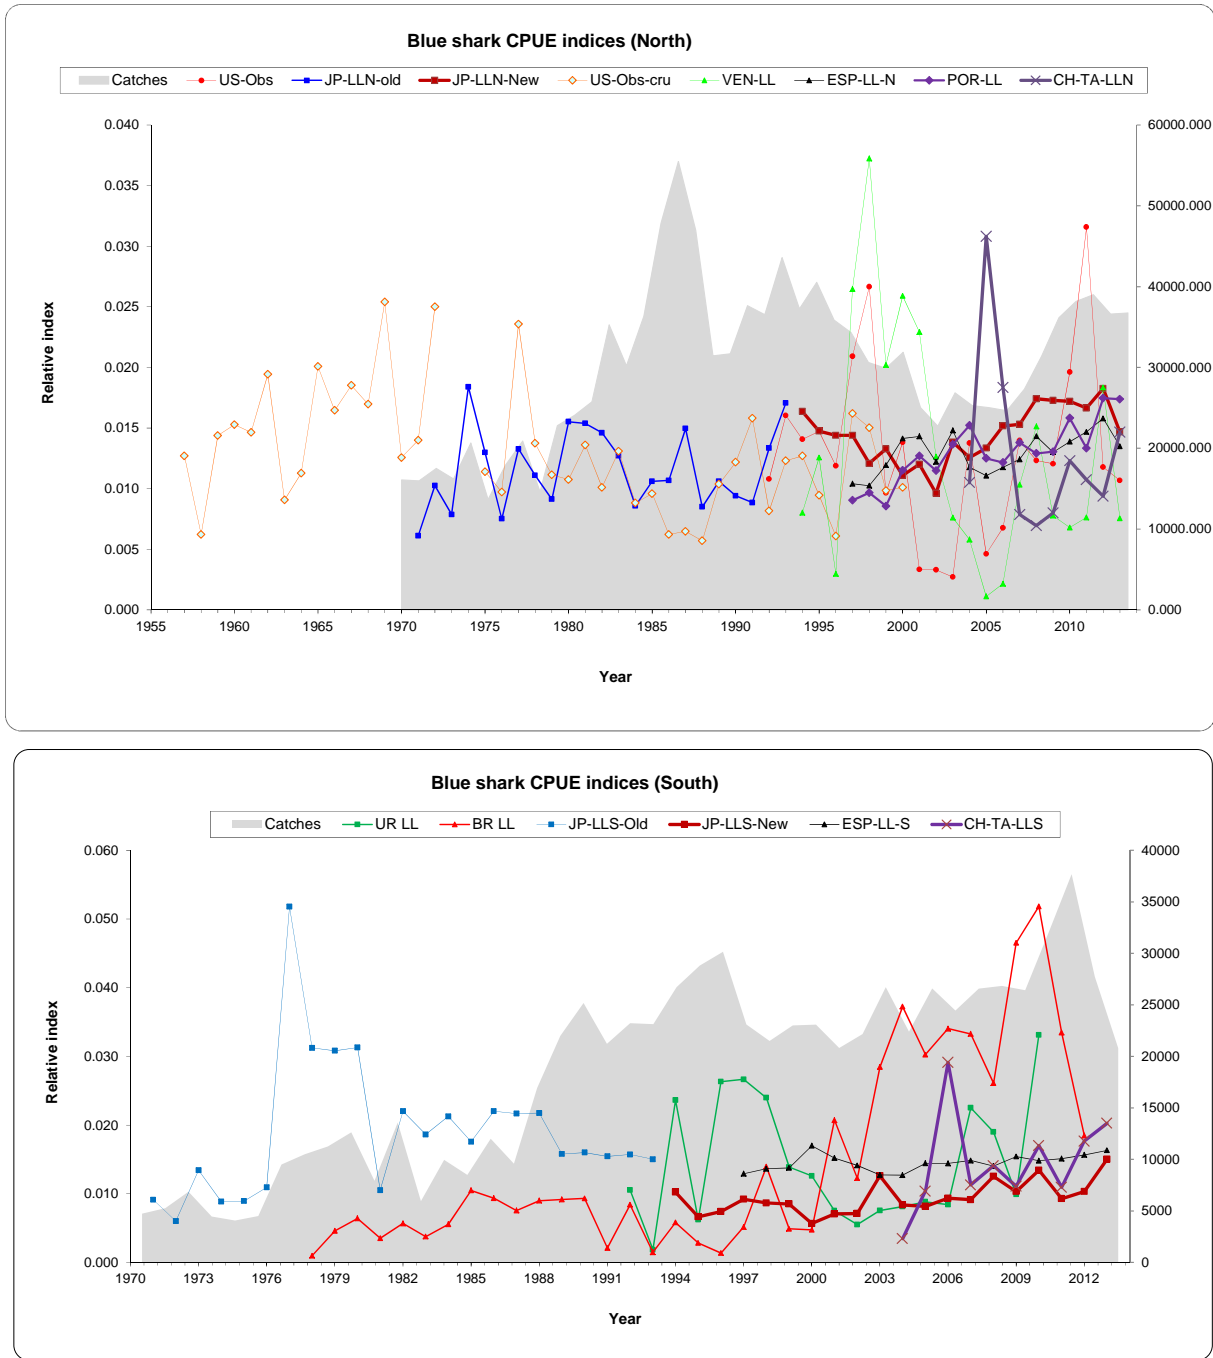 Blue shark CPUE indices (North)
Catches US-Obs JP-LLN-old JP-LLN-New US-Obs-cru VEN-LL ESP-LL-N POR-LL CH-TA-LLN
0.040 60000.000
0.035 50000.000
0.030 40000.000
0.025
0.020 30000.000
0.015 20000.000
0.010 10000.000
0.005
0.000 0.000
Relative index
1955 1960 1965 1970 1975 1980 1985 1990 1995 2000 2005 2010
Year
Blue shark CPUE indices (South)
Catches UR LL BR LL JP-LLS-Old JP-LLS-New ESP-LL-S CH-TA-LLS
0.060 40000
0.050 35000
0.040 30000
25000
0.030 20000
0.020 15000
0.010 10000
5000
0.000 0
Relative index
1970 1973 1976 1979 1982 1985 1988 1991 1994 1997 2000 2003 2006 2009 2012
Year